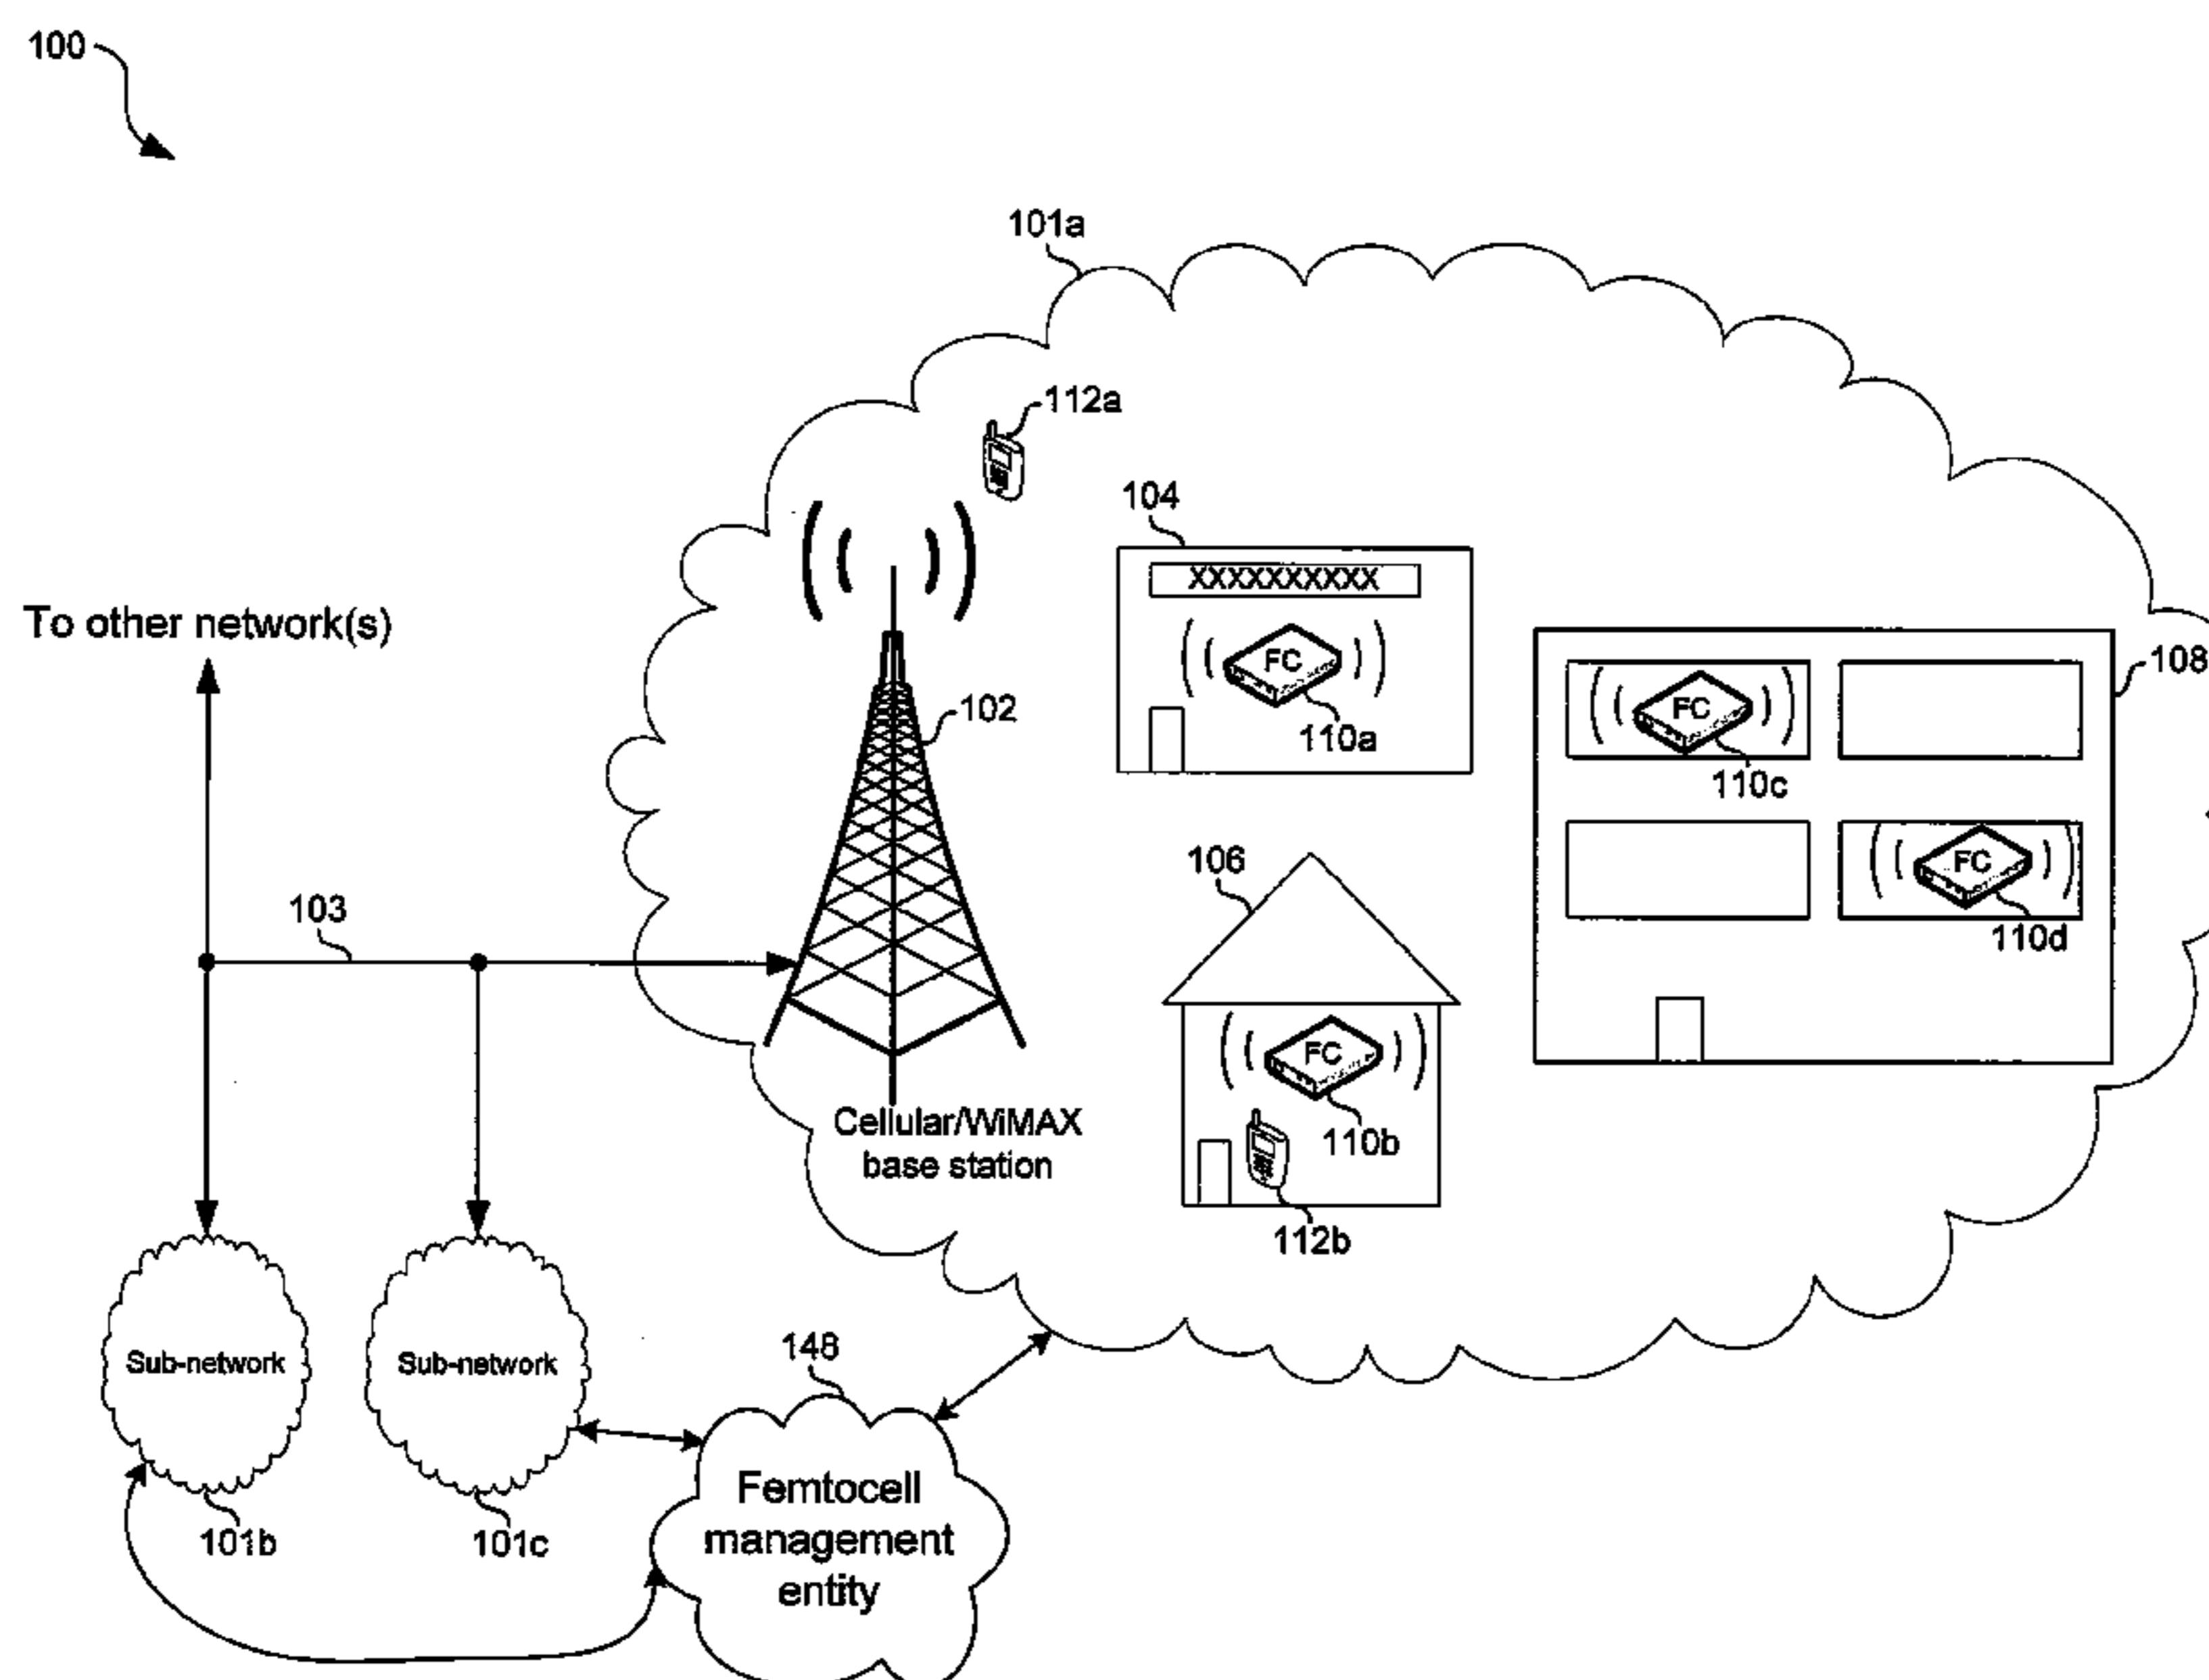 100
101a
112a
104
XXXXXXXXXX
To other network(s)
FC
108
102
FC
110a
110c
106
FC
110d
103
FC
Cellular/WiMAX
base station
110b
112b
148
Sub-network
Sub-network
Femtocell
management
entity
101b
101c